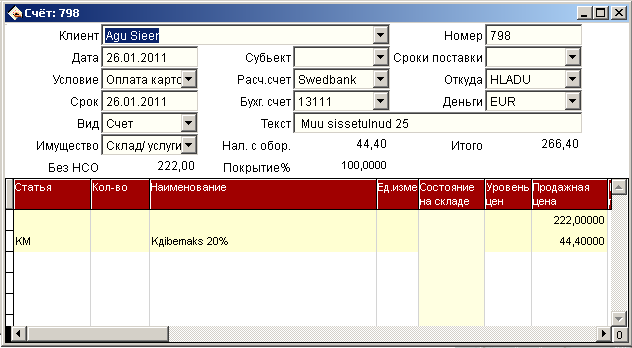 Счёт: 798
Клиент Agu Sieer Номер 798
Дата 26.01.2011 Субьект Сроки поставки
Условие Оплата карто Расч.счет Swedbank Откуда HLADU
Срок 26.01.2011 Бухг. счет 13111 Деньги EUR
Вид Счет Текст Muu sissetulnud 25
Имущество Склад/услуги Нал. с обор. 44,40 Итого 266,40
Без НСО 222,00 Покрытие% 100,0000
Статья Кол-во Наименование Ед.изме Состояние Уровень Продажная
на складе цен цена
222,00000
KM Kдibemaks 20% 44,40000
0